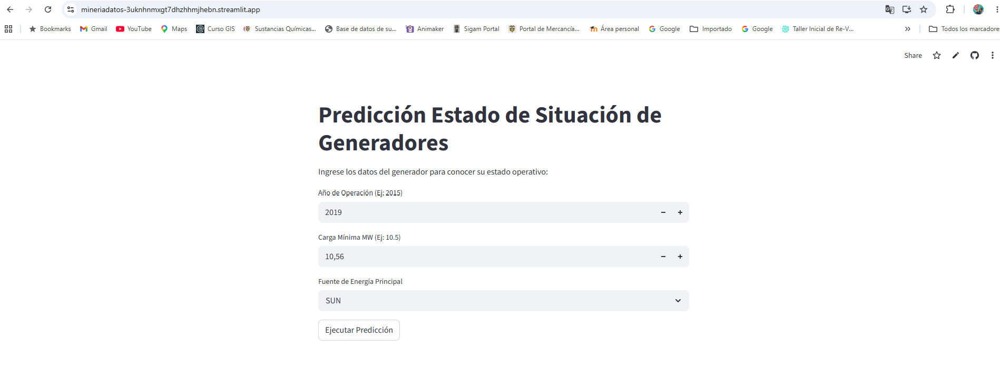 mineriadatos-3uknhnmxgt7dhzhhmjhebn.streamlit.app
Bookmarks Gmail YouTube Maps Curso GIS Sustancias Químicas... Base de datos de su... Animaker Sigam Portal Portal de Mercancía... Área personal Google Importado Google Taller Inicial de Re-V... » Todos los marcadores
Share
Predicción Estado de Situación de
Generadores
Ingrese los datos del generador para conocer su estado operativo:
Año de Operación (Ej: 2015)
2019
Carga Mínima MW (Ej: 10.5)
10,56
Fuente de Energía Principal
SUN
Ejecutar Predicción